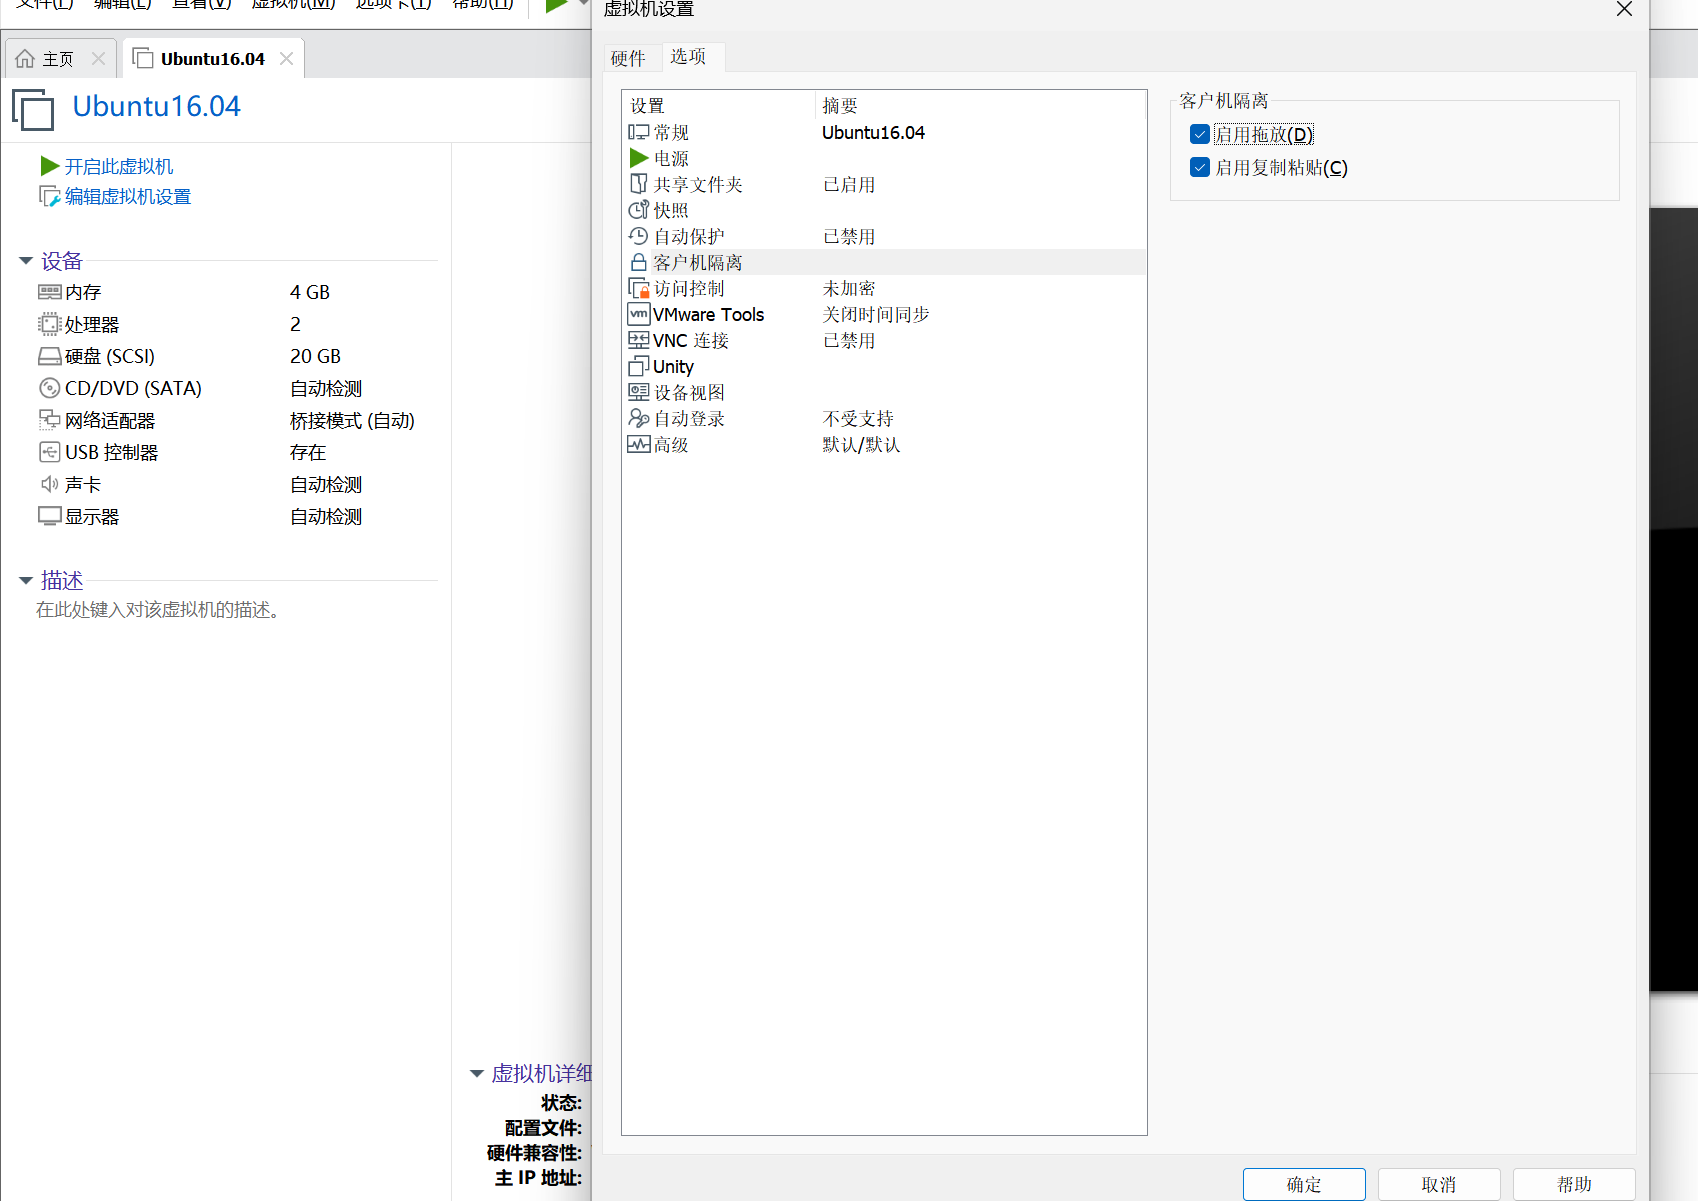 文件(F) 编辑(E) 查看(V) 虚拟机(M) 选项卡(T) 帮助(H)
主页
Ubuntu16.04
Ubuntu16.04
开启此虚拟机
编辑虚拟机设置
设备
内存 4 GB
处理器 2
硬盘 (SCSI) 20 GB
CD/DVD (SATA) 自动检测
网络适配器 桥接模式 (自动)
USB 控制器 存在
声卡 自动检测
显示器 自动检测
描述
在此处键入对该虚拟机的描述。
虚拟机详细
状态:
配置文件:
硬件兼容性:
主 IP 地址:
虚拟机设置
硬件 选项
设置 摘要
常规 Ubuntu16.04
电源
共享文件夹 已启用
快照
自动保护 已禁用
客户机隔离
访问控制 未加密
vm VMware Tools 关闭时间同步
VNC 连接 已禁用
Unity
设备视图
自动登录 不受支持
高级 默认/默认
客户机隔离
启用拖放(D)
启用复制粘贴(C)
确定 取消 帮助